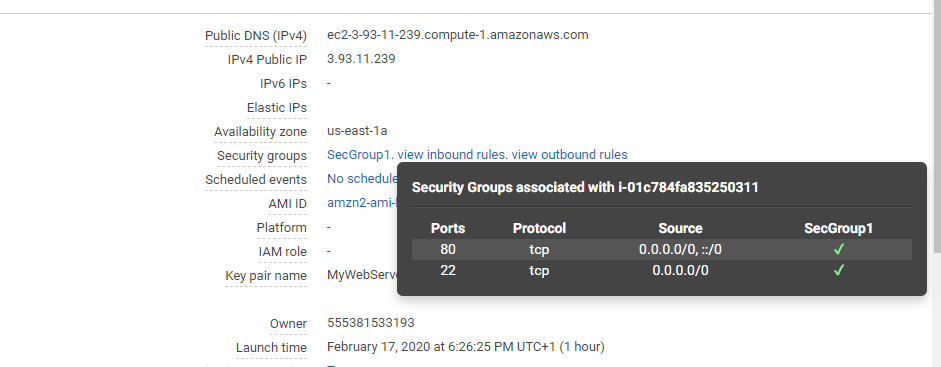 Public DNS (IPv4) ec2-3-93-11-239.compute-1.amazonaws.com
IPv4 Public IP 3.93.11.239
IPv6 IPs -
Elastic IPs
Availability zone us-east-1a
Security groups SecGroup1. view inbound rules. view outbound rules
Scheduled events No schedule
AMI ID amzn2-ami-
Platform -
IAM role -
Key pair name MyWebServ
Security Groups associated with i-01c784fa835250311
Ports Protocol Source SecGroup1
80 tcp 0.0.0.0/0, ::/0 ✓
22 tcp 0.0.0.0/0 ✓
Owner 555381533193
Launch time February 17, 2020 at 6:26:25 PM UTC+1 (1 hour)